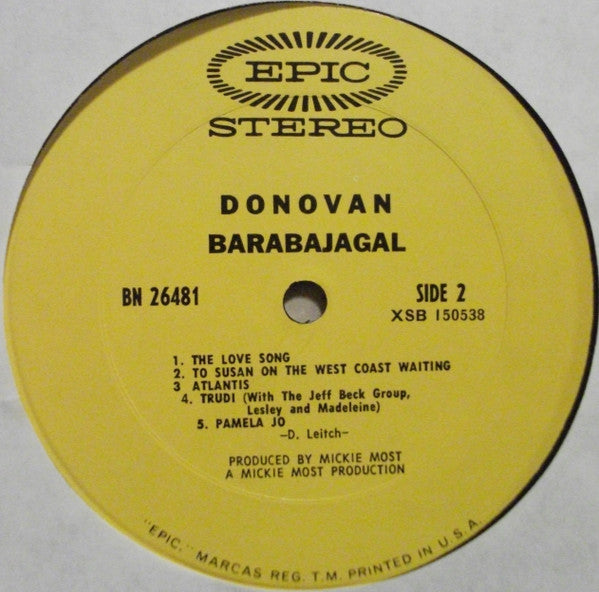 EPIC
STEREO
DONOVAN
BARABAJAGAL
BN 26481
SIDE 2
XSB 150538
1. THE LOVE SONG
2. TO SUSAN ON THE WEST COAST WAITING
3 ATLANTIS
4. TRUDI (With The Jeff Beck Group,
Lesley and Madeleine)
5. PAMELA JO
—D. Leitch—
PRODUCED BY MICKIE MOST
A MICKIE MOST PRODUCTION
"EPIC," MARCAS REG. T.M. PRINTED IN U.S.A.